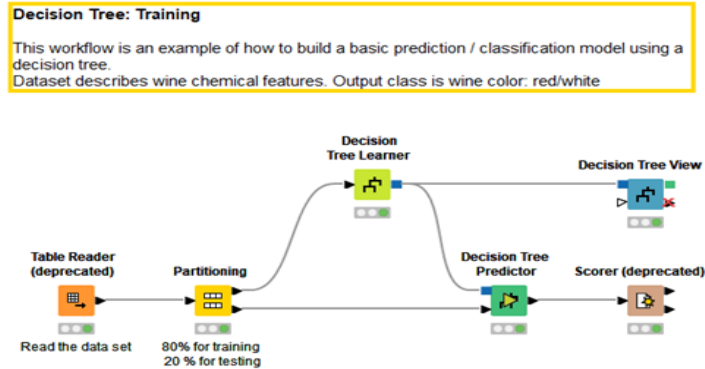 Decision Tree: Training
This workflow is an example of how to build a basic prediction / classification model using a
decision tree.
Dataset describes wine chemical features. Output class is wine color: red/white
Decision
Tree Learner
Decision Tree View
Table Reader
(deprecated)
Partitioning
Decision Tree
Predictor
Scorer (deprecated)
Read the data set
80% for training
20 % for testing